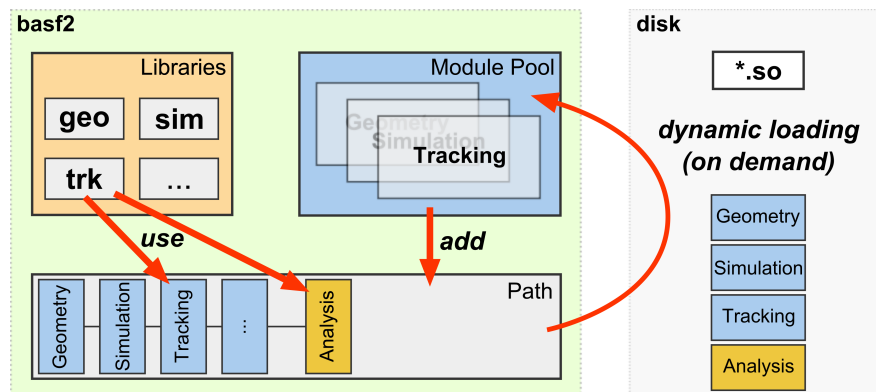 basf2
Libraries
geo
sim
trk
...
Module Pool
Geometry
Simulation
Tracking
use
add
Path
Geometry
Simulation
Tracking
...
Analysis
disk
*.so
dynamic loading
(on demand)
Geometry
Simulation
Tracking
Analysis